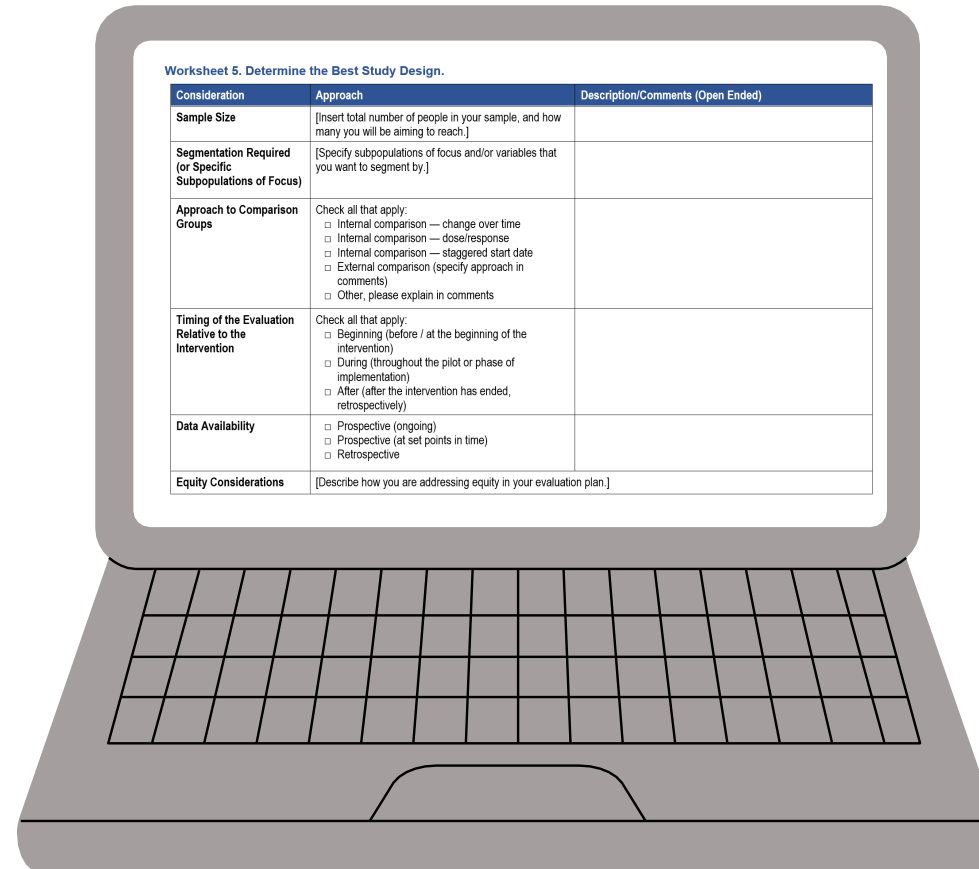 Worksheet 5. Determine the Best Study Design.
Consideration
Approach
Description/Comments (Open Ended)
Sample Size
[Insert total number of people in your sample, and how
many you will be aiming to reach.]
Segmentation Required
(or Specific
Subpopulations of Focus)
[Specify subpopulations of focus and/or variables that
you want to segment by.]
Approach to Comparison
Groups
Check all that apply:
□ Internal comparison — change over time
□ Internal comparison — dose/response
□ Internal comparison — staggered start date
□ External comparison (specify approach in
comments)
□ Other, please explain in comments
Timing of the Evaluation
Relative to the
Intervention
Check all that apply:
□ Beginning (before / at the beginning of the
intervention)
□ During (throughout the pilot or phase of
implementation)
□ After (after the intervention has ended,
retrospectively)
Data Availability
□ Prospective (ongoing)
□ Prospective (at set points in time)
□ Retrospective
Equity Considerations
[Describe how you are addressing equity in your evaluation plan.]